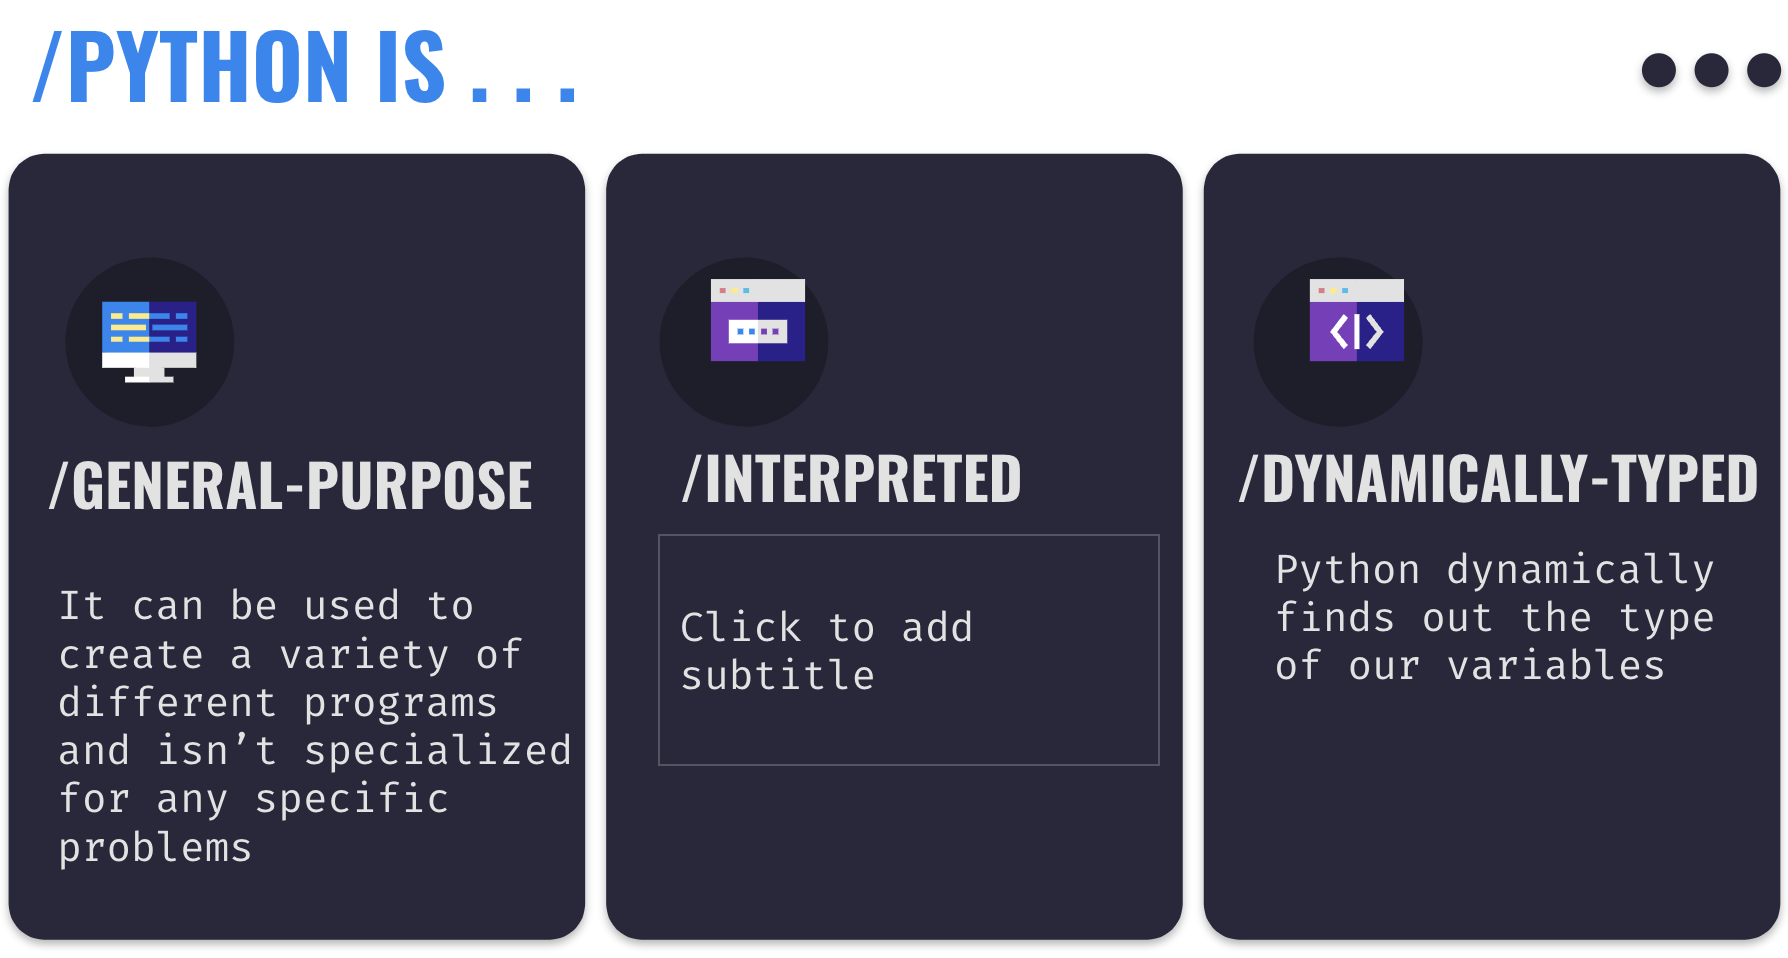 /PYTHON IS . . .
/GENERAL-PURPOSE
It can be used to
create a variety of
different programs
and isn’t specialized
for any specific
problems
/INTERPRETED
Click to add
subtitle
/DYNAMICALLY-TYPED
Python dynamically
finds out the type
of our variables